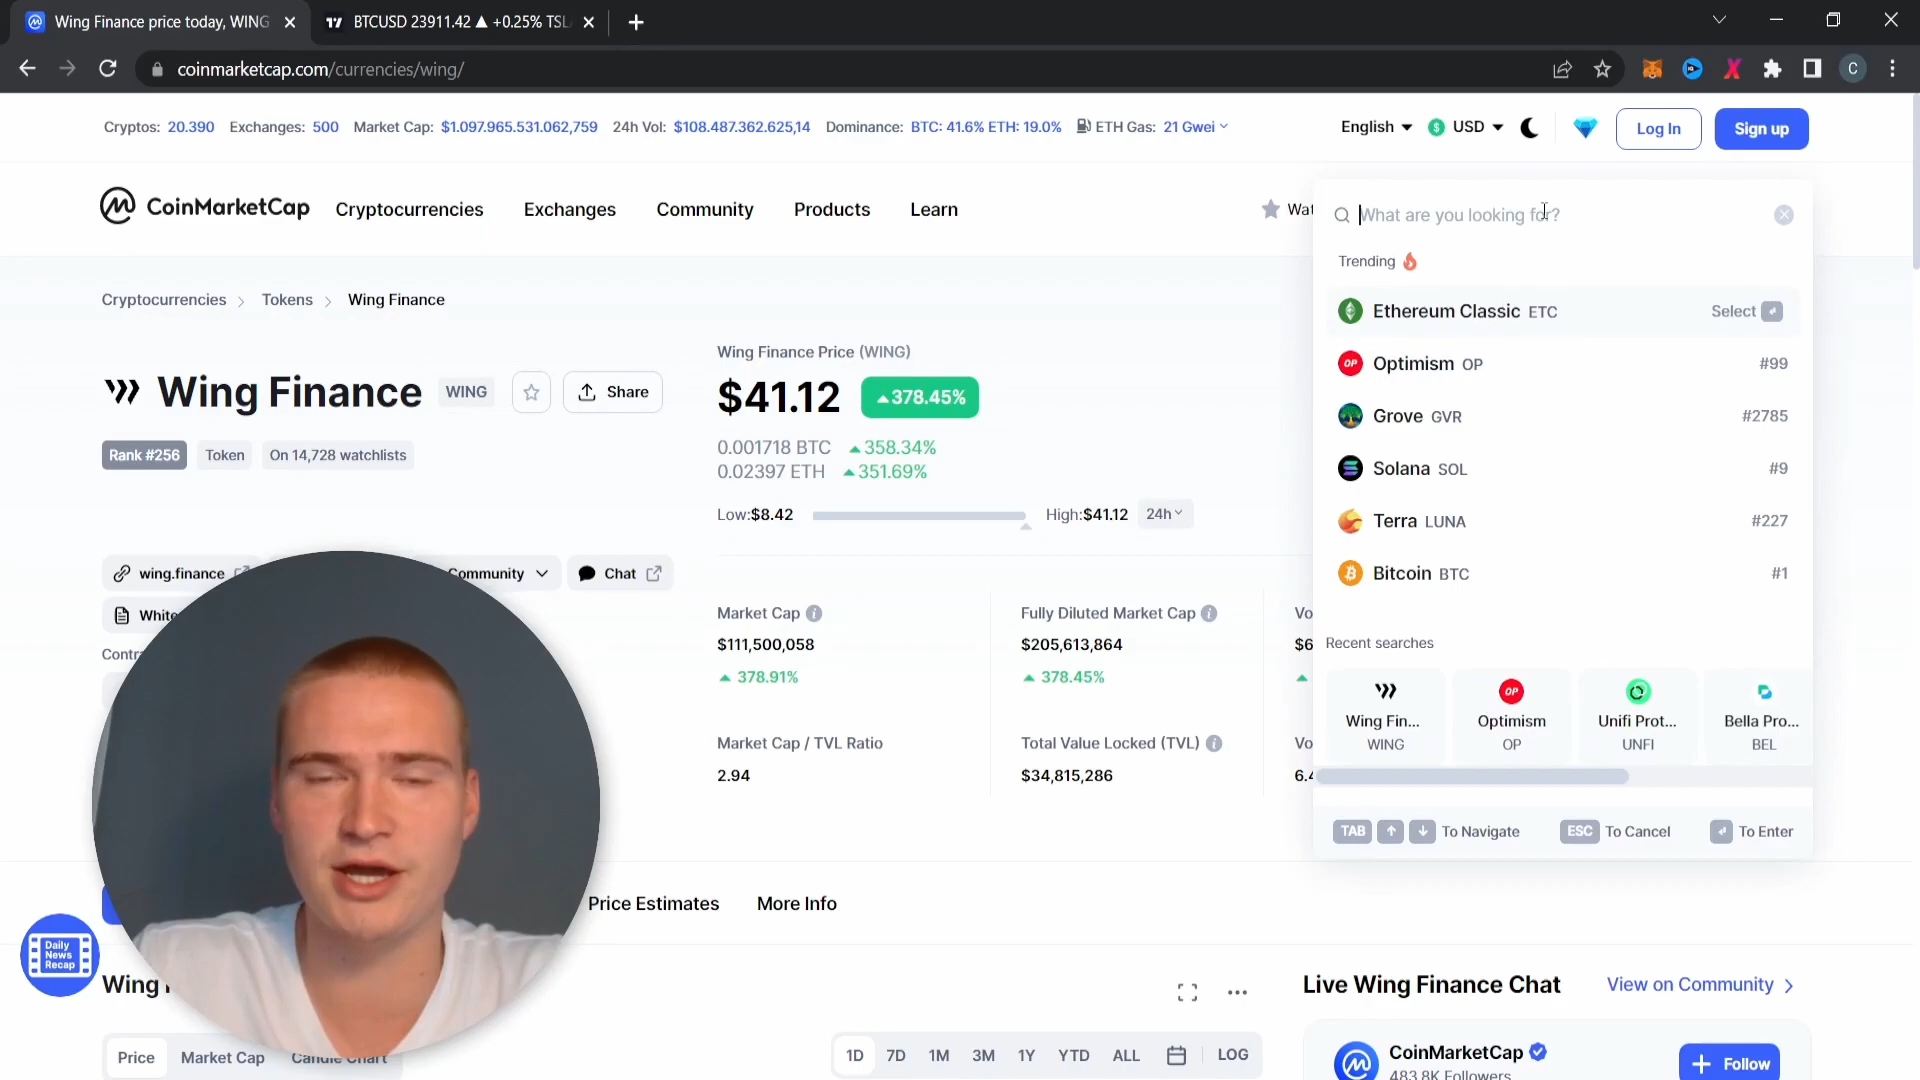 Wing Finance price today, WING
BTCUSD 23911.42 ▲ +0.25% TSL
coinmarketcap.com/currencies/wing/
C
Cryptos: 20.390 Exchanges: 500 Market Cap: $1.097.965.531.062,759 24h Vol: $108.487.362.625,14 Dominance: BTC: 41.6% ETH: 19.0% ETH Gas: 21 Gwei
English USD Log In Sign up
CoinMarketCap Cryptocurrencies Exchanges Community Products Learn
What are you looking for?
Trending
Ethereum Classic ETC Select
Optimism OP #99
Grove GVR #2785
Solana SOL #9
Terra LUNA #227
Bitcoin BTC #1
Recent searches
Wing Fin... Optimism Unifi Prot... Bella Pro...
WING OP UNFI BEL
TAB To Navigate ESC To Cancel To Enter
Cryptocurrencies > Tokens > Wing Finance
Wing Finance WING Share
Rank #256 Token On 14,728 watchlists
Wing Finance Price (WING)
$41.12 ▲378.45%
0.001718 BTC ▲358.34%
0.02397 ETH ▲351.69%
Low:$8.42 High:$41.12 24h
wing.finance Community Chat
White
Contra
Market Cap Fully Diluted Market Cap Vo
$111,500,058 $205,613,864 $6
▲ 378.91% ▲ 378.45%
Market Cap / TVL Ratio Total Value Locked (TVL) Vo
2.94 $34,815,286 6.4
Price Estimates More Info
Daily
News
Recap
Wing
Live Wing Finance Chat View on Community
Price Market Cap Candle Chart
1D 7D 1M 3M 1Y YTD ALL LOG
CoinMarketCap
483.8K Followers
+ Follow